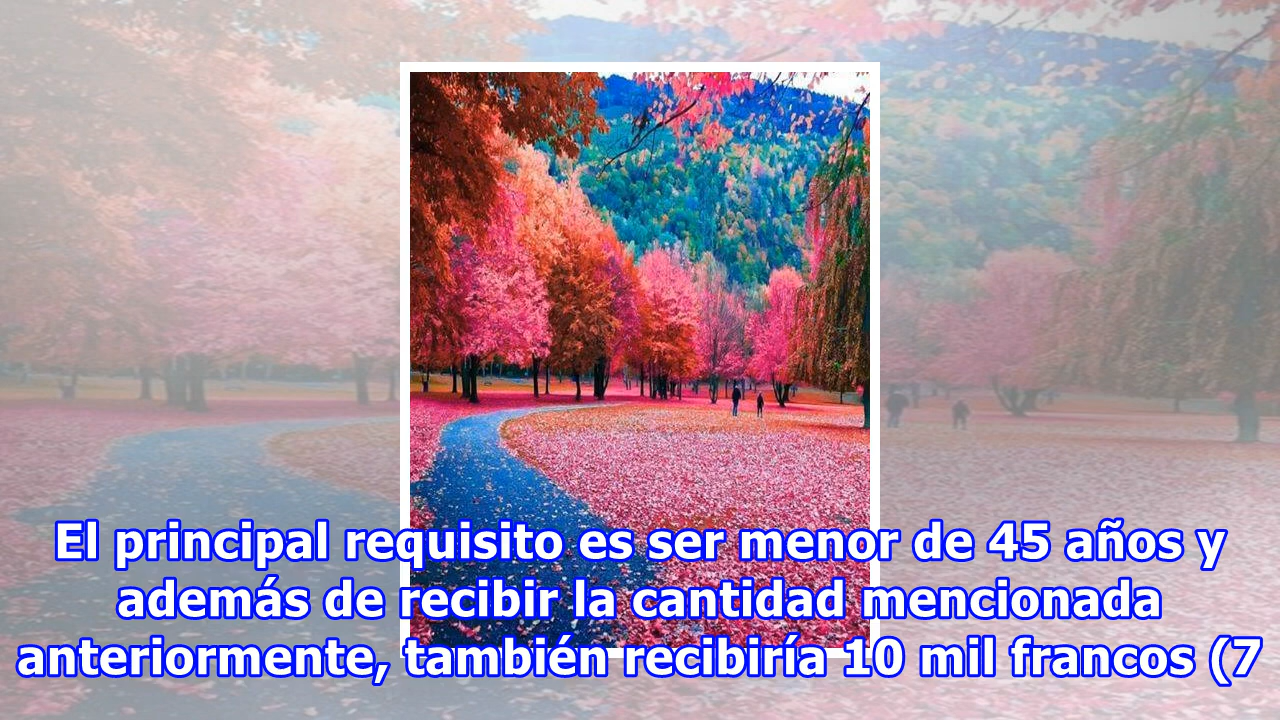 El principal requisito es ser menor de 45 años y
además de recibir la cantidad mencionada
anteriormente, también recibiría 10 mil francos (7